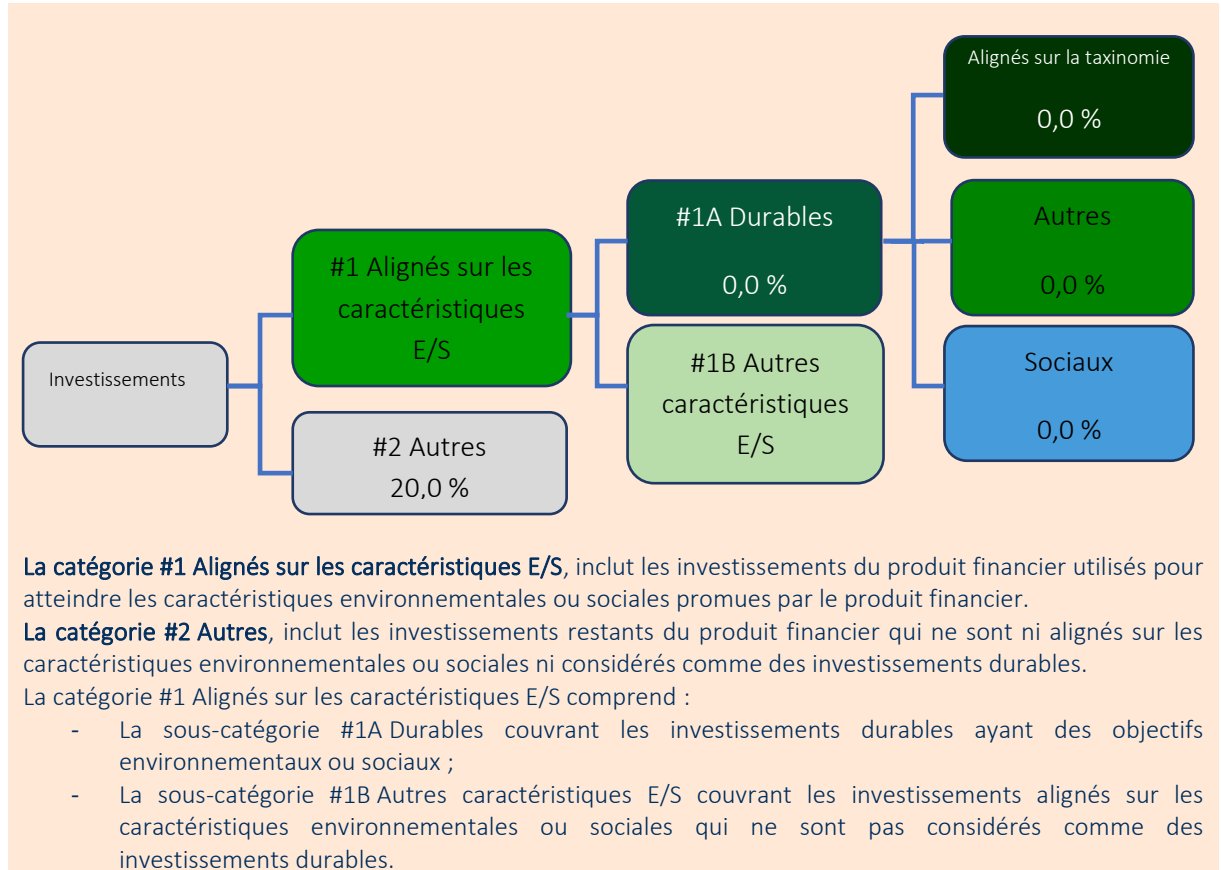 Investissements
#1 Alignés sur les
caractéristiques
E/S
#2 Autres
20,0 %
#1A Durables
0,0 %
#1B Autres
caractéristiques
E/S
Alignés sur la taxinomie
0,0 %
Autres
0,0 %
Sociaux
0,0 %
La catégorie #1 Alignés sur les caractéristiques E/S, inclut les investissements du produit financier utilisés pour
atteindre les caractéristiques environnementales ou sociales promues par le produit financier.
La catégorie #2 Autres, inclut les investissements restants du produit financier qui ne sont ni alignés sur les
caractéristiques environnementales ou sociales ni considérés comme des investissements durables.
La catégorie #1 Alignés sur les caractéristiques E/S comprend :
- La sous-catégorie #1A Durables couvrant les investissements durables ayant des objectifs
environnementaux ou sociaux ;
- La sous-catégorie #1B Autres caractéristiques E/S couvrant les investissements alignés sur les
caractéristiques environnementales ou sociales qui ne sont pas considérés comme des
investissements durables.